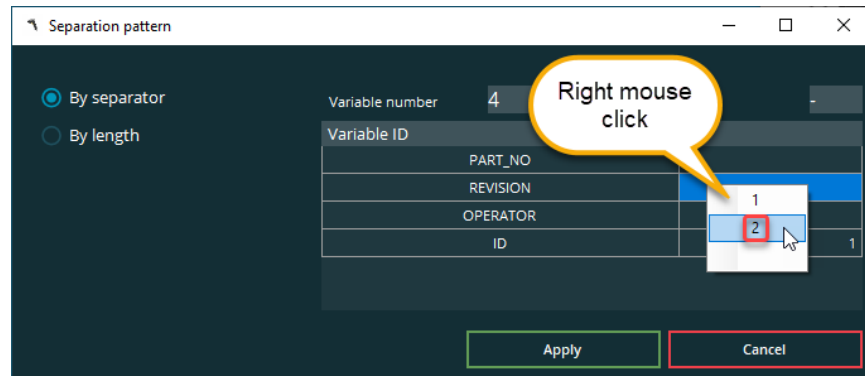 Separation pattern
By separator
By length
Variable number 4 -
Right mouse
click
Variable ID
PART_NO
REVISION
OPERATOR
ID 1
1
2
Apply
Cancel